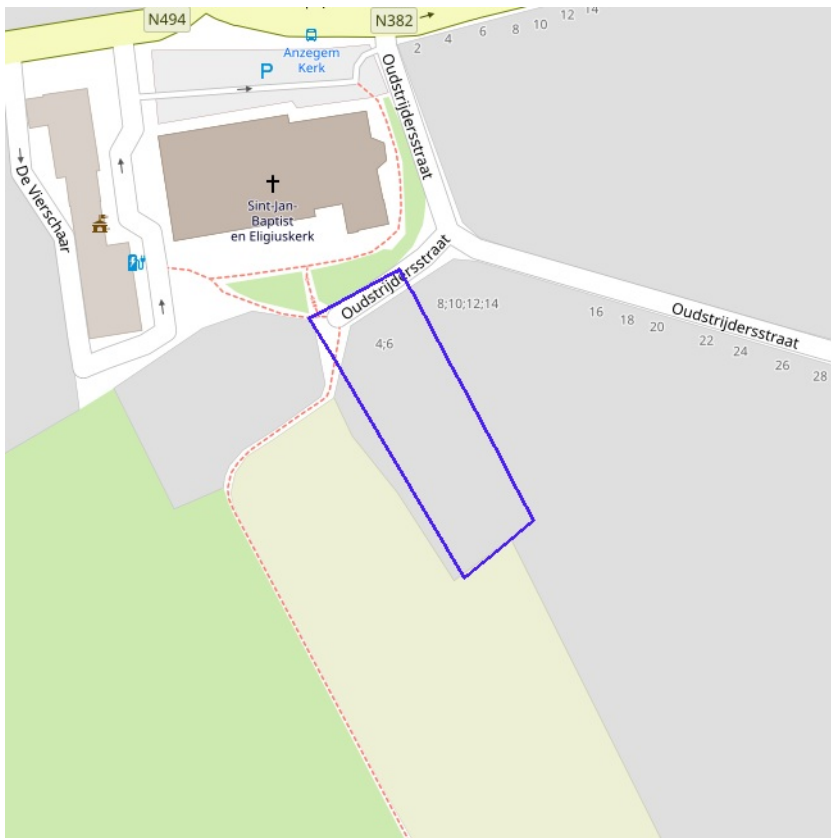 N494
N382
14
12
10
8
6
4
2
Anzegem
Kerk
P
Oudstrijdersstraat
De Vierschaar
Sint-Jan-
Baptist
en Eligiuskerk
Oudstrijdersstraat
8;10;12;14
4;6
16
18
20
Oudstrijdersstraat
22
24
26
28